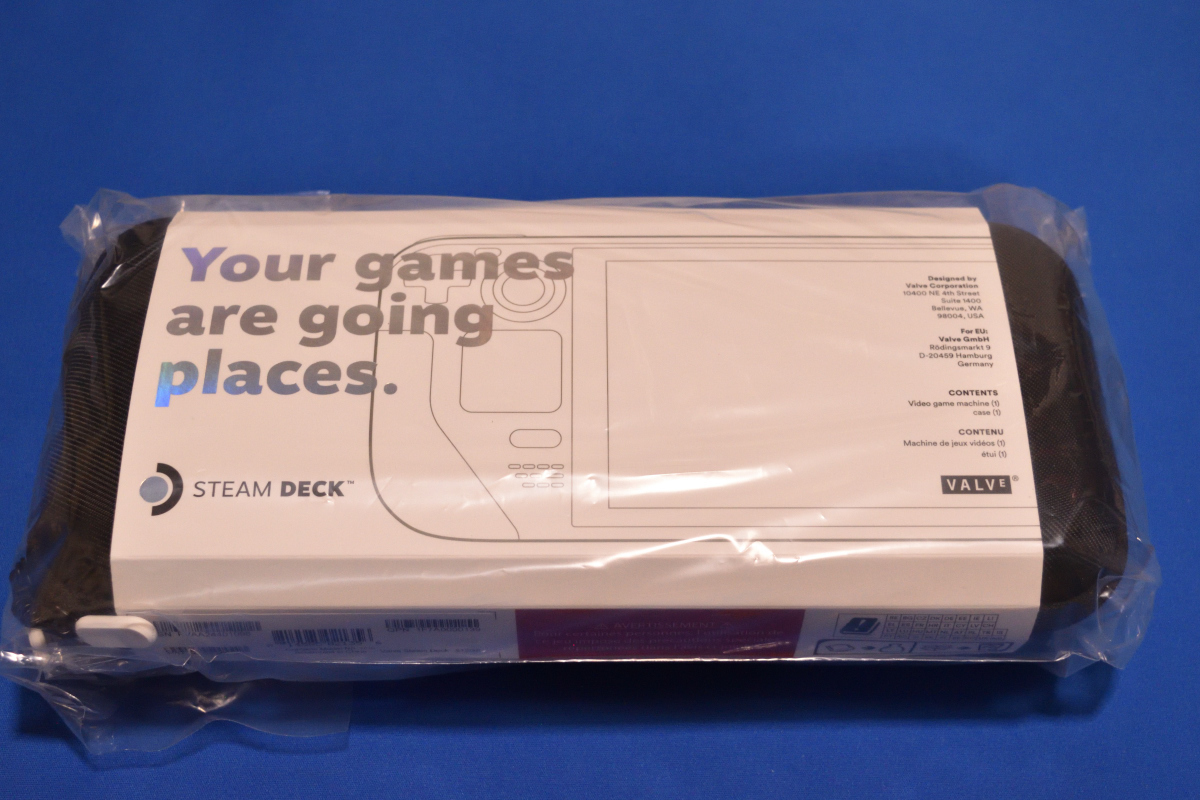 Your games
are going
places.
STEAM DECK™
Designed by
Valve Corporation
10400 NE 4th Street
Suite 1400
Bellevue, WA
98004, USA
For EU:
Valve GmbH
Rödingsmarkt 9
D-20459 Hamburg
Germany
CONTENTS
Video game machine (1)
case (1)
CONTENU
Machine de jeux vidéos (1)
étui (1)
VALVE®
AVERTISSEMENT